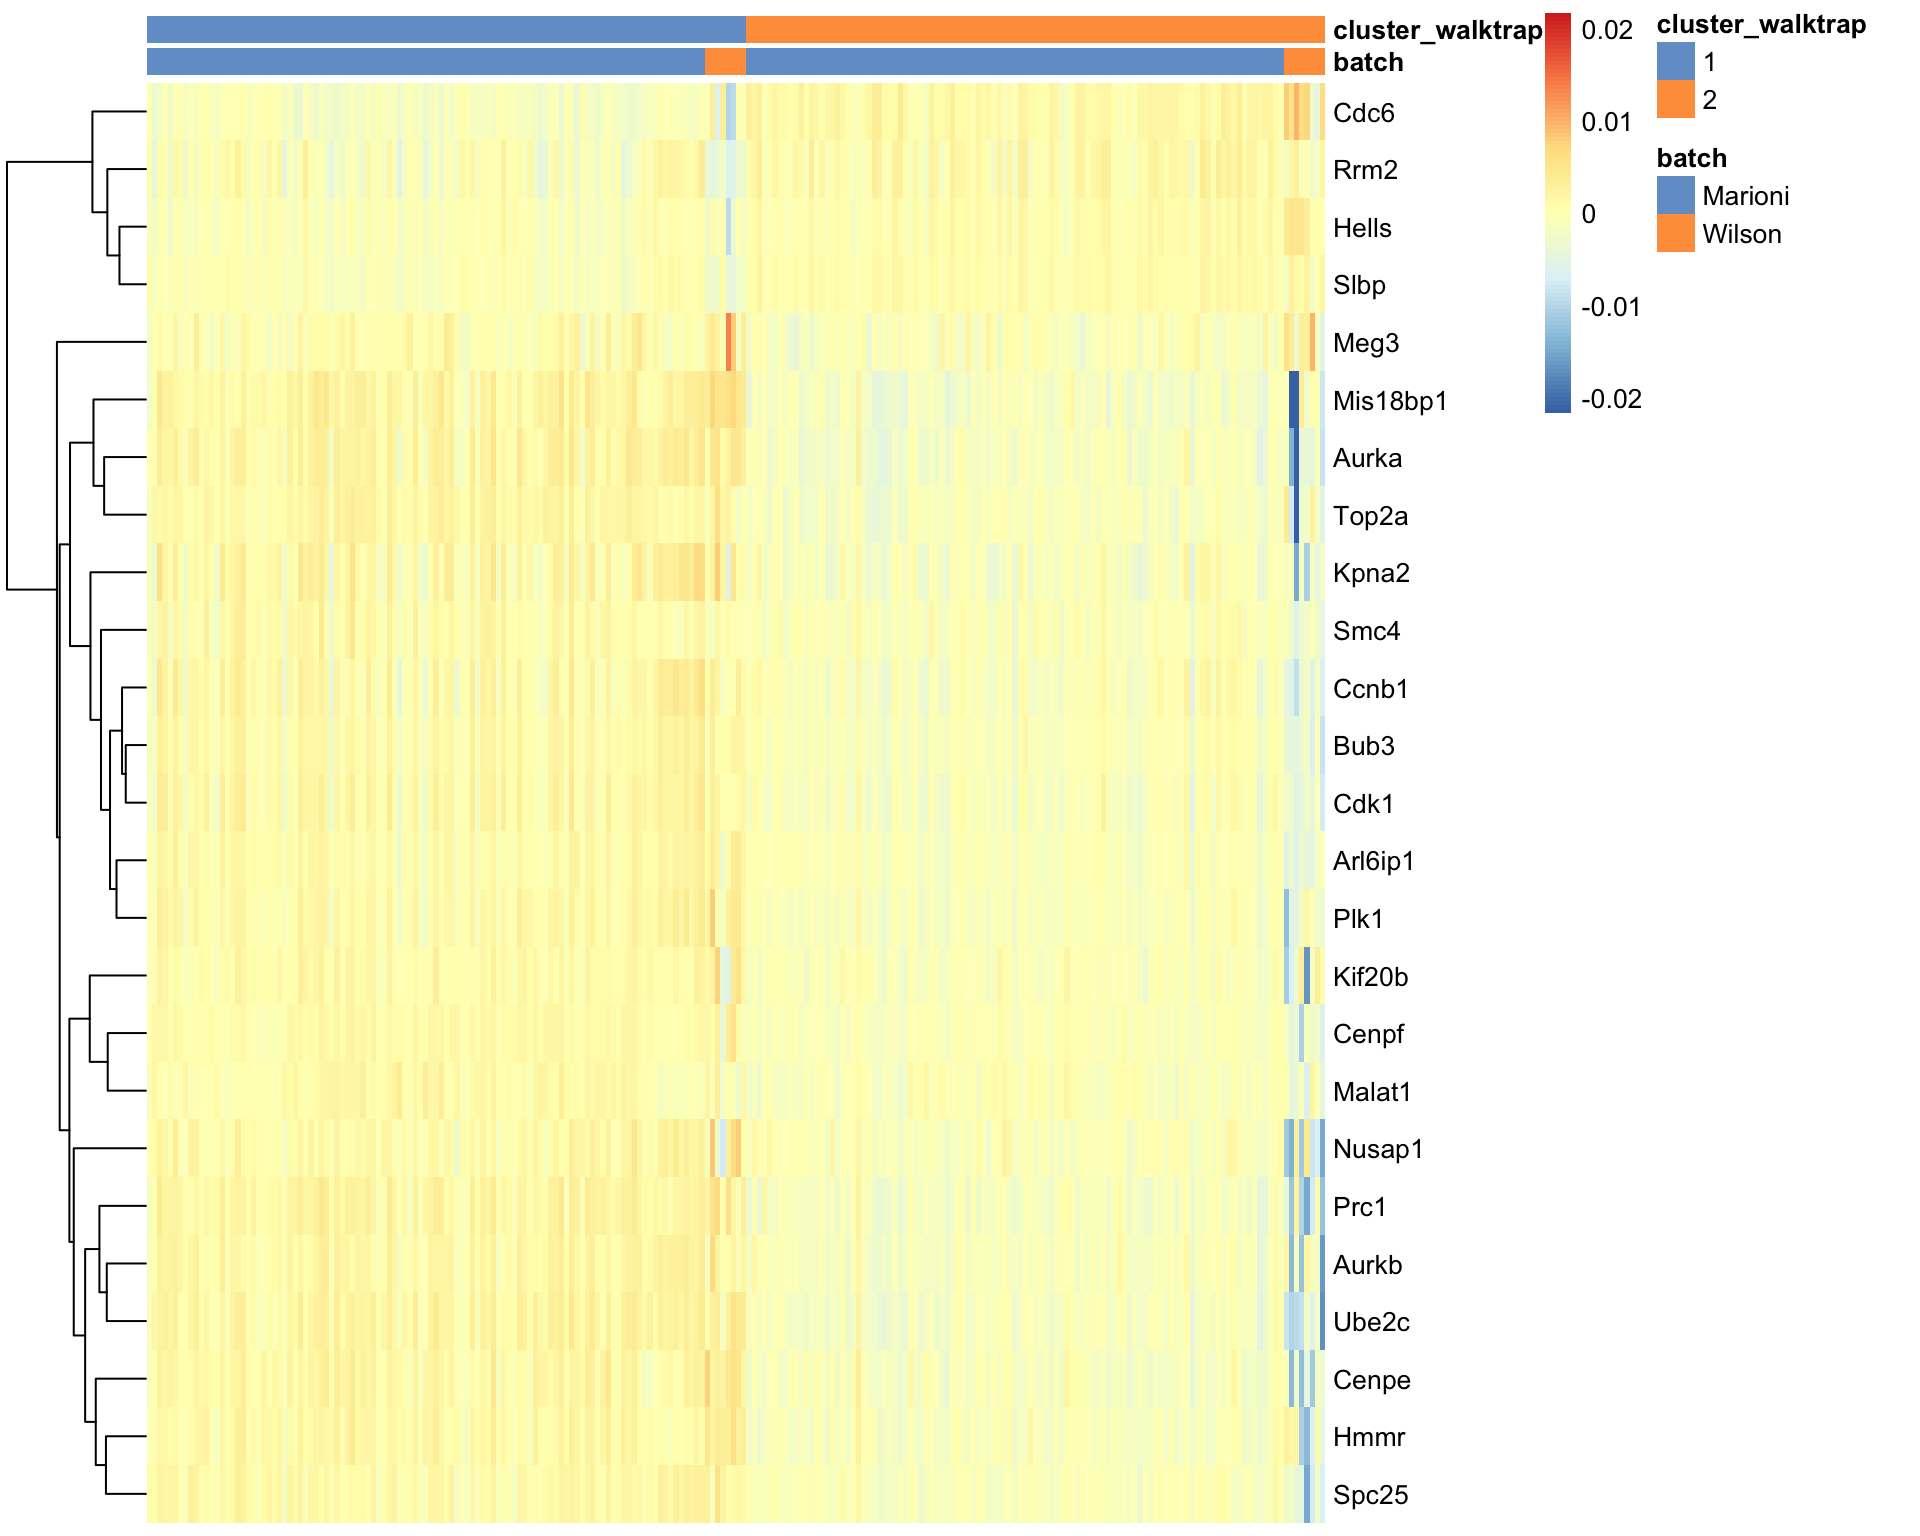 cluster_walktrap
batch
Cdc6
Rrm2
Hells
Slbp
Meg3
Mis18bp1
Aurka
Top2a
Kpna2
Smc4
Ccnb1
Bub3
Cdk1
Arl6ip1
Plk1
Kif20b
Cenpf
Malat1
Nusap1
Prc1
Aurkb
Ube2c
Cenpe
Hmmr
Spc25
0.02
0.01
0
-0.01
-0.02
cluster_walktrap
1
2
batch
Marioni
Wilson